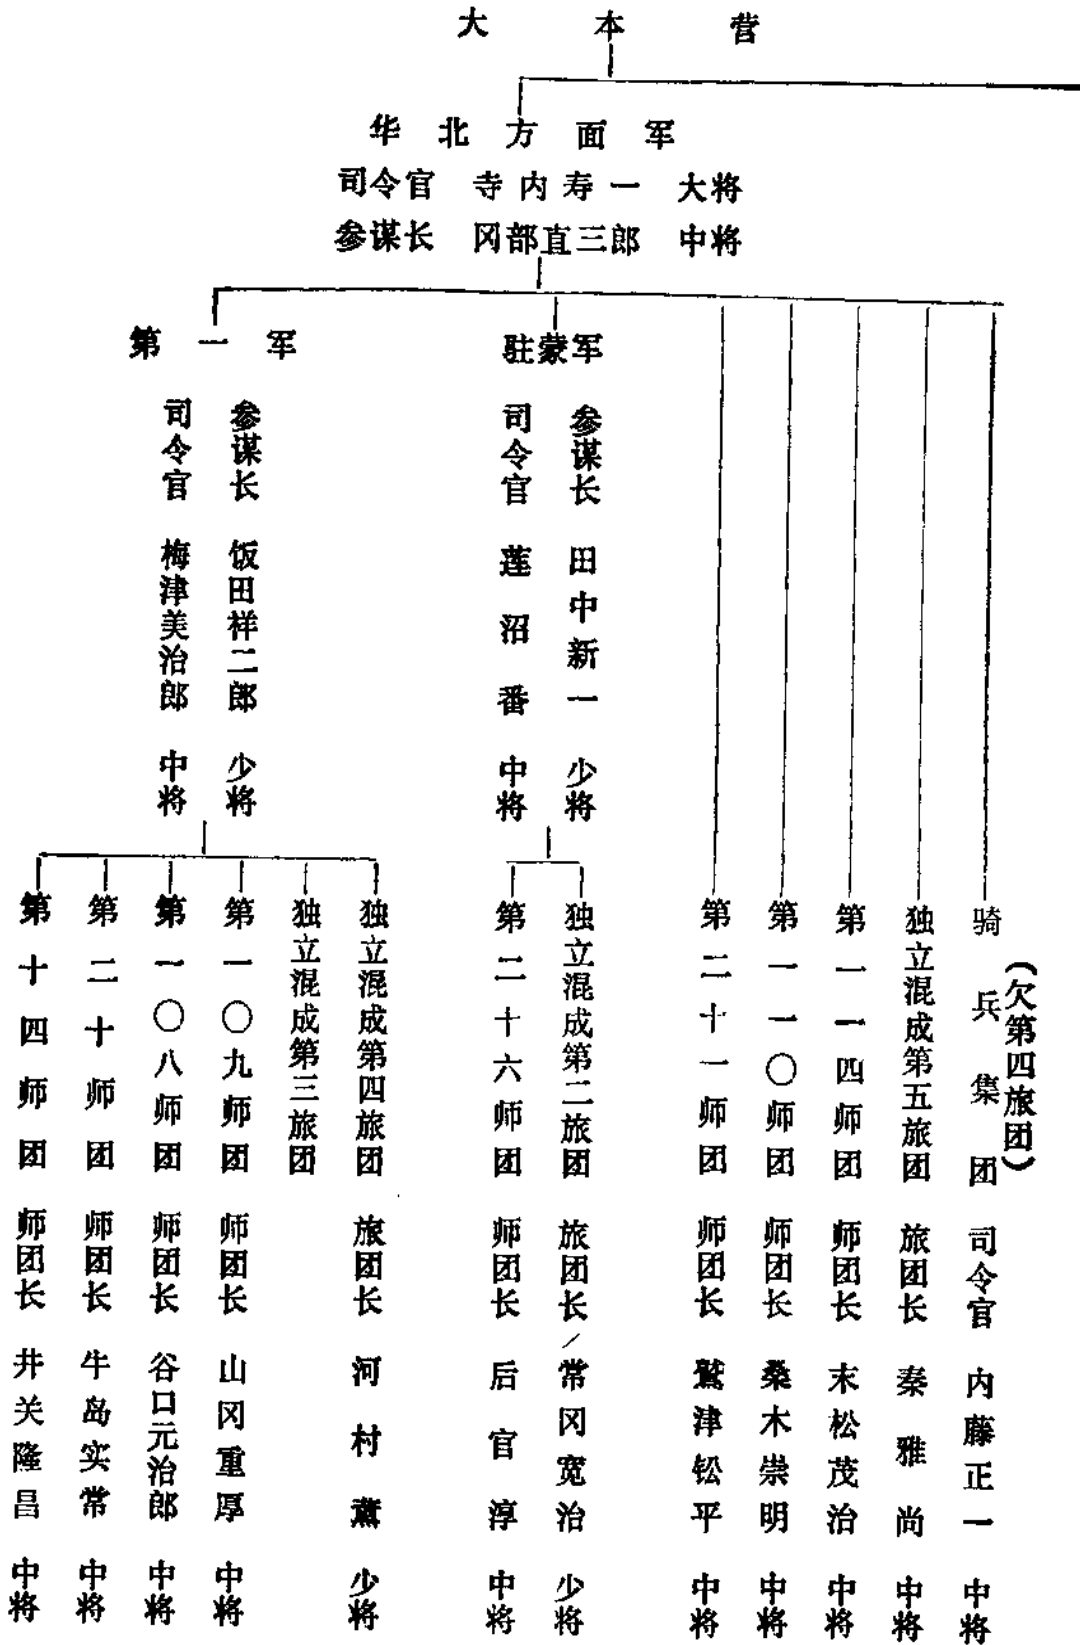 大本营
华北方面军
司令官 寺内寿一 大将
参谋长 冈部直三郎 中将
第一军
司令官 梅津美治郎 中将
参谋长 饭田祥二郎 少将
驻蒙军
司令官 莲沼番 中将
参谋长 田中新一 少将
第十四师团 师团长 井关隆昌 中将
第二十师团 师团长 牛岛实常 中将
第一〇八师团 师团长 谷口元治郎 中将
第一〇九师团 师团长 山冈重厚 中将
独立混成第三旅团
独立混成第四旅团 旅团长 河村薰 少将
第二十六师团 师团长 后官淳 中将
独立混成第二旅团 旅团长 常冈宽治 少将
第二十一师团 师团长 鹫津鈆平 中将
第一一〇师团 师团长 桑木崇明 中将
第一一四师团 师团长 末松茂治 中将
独立混成第五旅团 旅团长 秦雅尚 中将
骑兵集团 司令官 内藤正一 中将
(欠第四旅团)